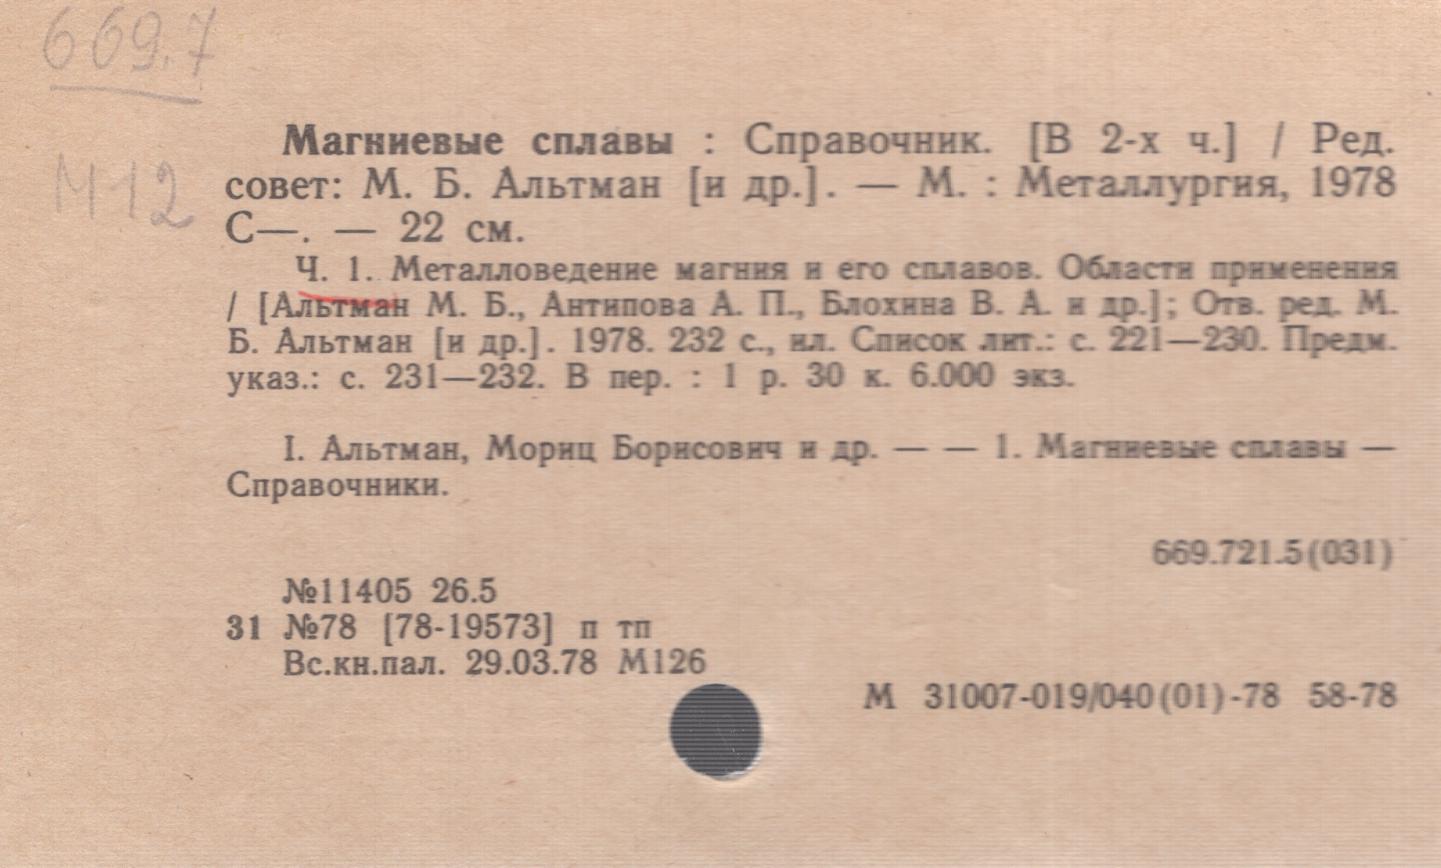 669.7
М12
Магниевые сплавы : Справочник. [В 2-х ч.] / Ред.
совет: М. Б. Альтман [и др.]. — М. : Металлургия, 1978
С—. — 22 см.
Ч. 1. Металловедение магния и его сплавов. Области применения
/ [Альтман М. Б., Антипова А. П., Блохина В. А. и др.]; Отв. ред. М.
Б. Альтман [и др.]. 1978. 232 с., ил. Список лит.: с. 221—230. Предм.
указ.: с. 231—232. В пер. : 1 р. 30 к. 6.000 экз.
I. Альтман, Мориц Борисович и др. — — 1. Магниевые сплавы —
Справочники.
669.721.5(031)
№11405 26.5
31 №78 [78-19573] п тп
Вс.кн.пал. 29.03.78 М126
М 31007-019/040(01)-78 58-78